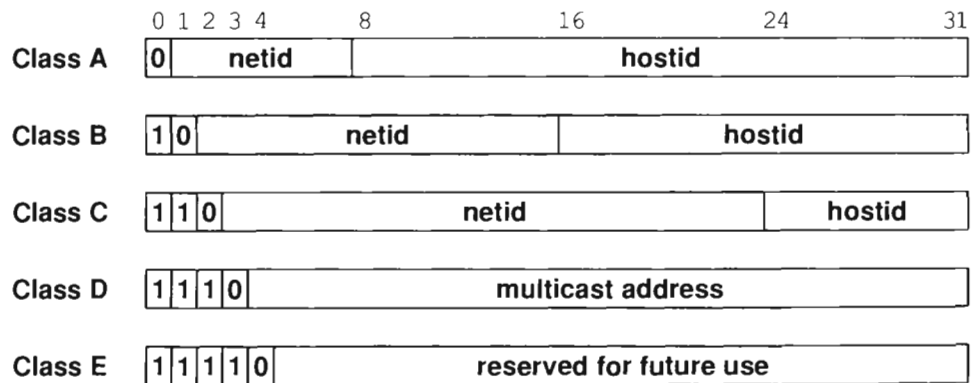 0 1 2 3 4 8 16 24 31
Class A 0 netid hostid
Class B 1 0 netid hostid
Class C 1 1 0 netid hostid
Class D 1 1 1 0 multicast address
Class E 1 1 1 1 0 reserved for future use